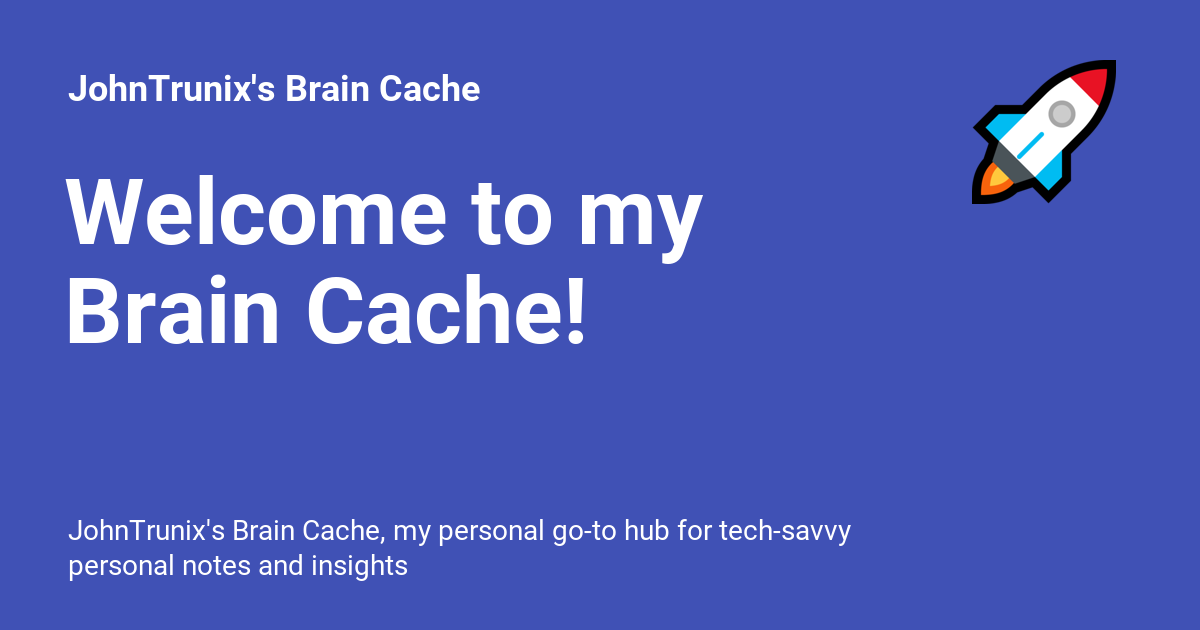 JohnTrunix's Brain Cache
Welcome to my
Brain Cache!
JohnTrunix's Brain Cache, my personal go-to hub for tech-savvy
personal notes and insights